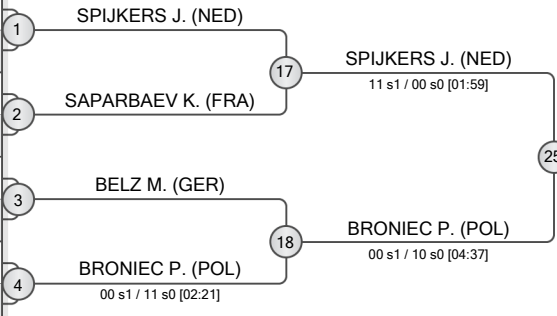 1
SPIJKERS J. (NED)
17
SPIJKERS J. (NED)
11 s1 / 00 s0 [01:59]
2
SAPARBAEV K. (FRA)
25
3
BELZ M. (GER)
18
BRONIEC P. (POL)
00 s1 / 10 s0 [04:37]
4
BRONIEC P. (POL)
00 s1 / 11 s0 [02:21]